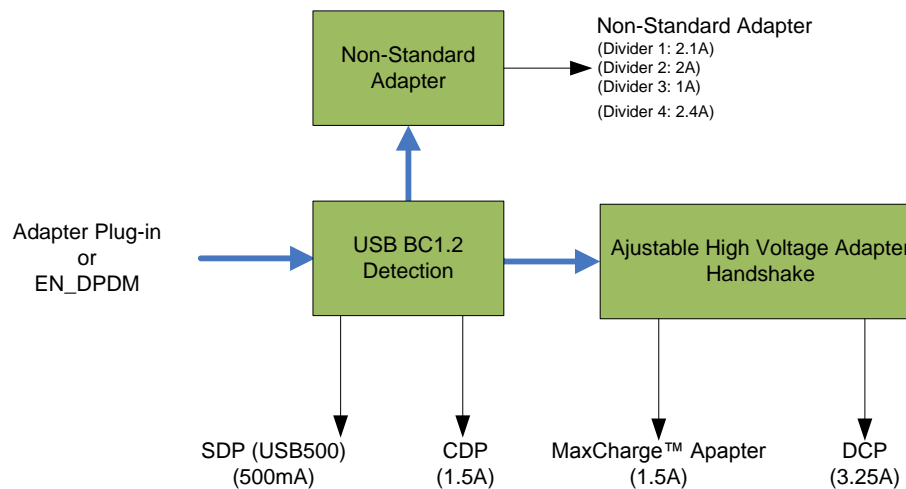 Non-Standard
Adapter
Non-Standard Adapter
(Divider 1: 2.1A)
(Divider 2: 2A)
(Divider 3: 1A)
(Divider 4: 2.4A)
Adapter Plug-in
or
EN_DPDM
USB BC1.2
Detection
Ajustable High Voltage Adapter
Handshake
SDP (USB500)
(500mA)
CDP
(1.5A)
MaxCharge™ Apapter
(1.5A)
DCP
(3.25A)